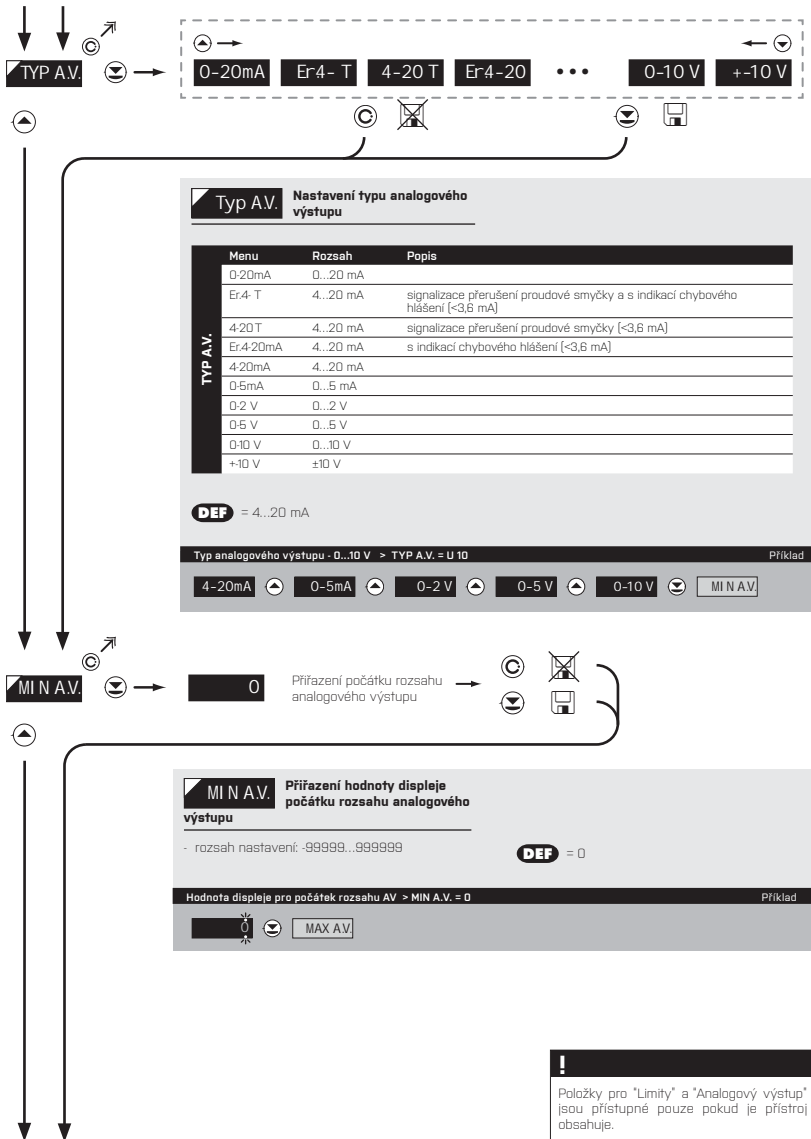 TYP A.V.
0-20mA Er4- T 4-20 T Er4-20 ••• 0-10 V +-10 V
Typ A.V. Nastavení typu analogového
výstupu
TYP A.V.
Menu Rozsah Popis
0-20mA 0...20 mA
Er.4- T 4...20 mA signalizace přerušení proudové smyčky a s indikací chybového
hlášení (<3,6 mA)
4-20T 4...20 mA signalizace přerušení proudové smyčky (<3,6 mA)
Er.4-20mA 4...20 mA s indikací chybového hlášení (<3,6 mA)
4-20mA 4...20 mA
0-5mA 0...5 mA
0-2 V 0...2 V
0-5 V 0...5 V
0-10 V 0...10 V
+-10 V ±10 V
DEF = 4...20 mA
Typ analogového výstupu - 0...10 V > TYP A.V. = U 10 Příklad
4-20mA 0-5mA 0-2 V 0-5 V 0-10 V MIN A.V.
MIN A.V. 0 Přiřazení počátku rozsahu
analogového výstupu
MIN A.V. Přiřazení hodnoty displeje
počátku rozsahu analogového
výstupu
- rozsah nastavení: -99999...999999 DEF = 0
Hodnota displeje pro počátek rozsahu AV > MIN A.V. = 0 Příklad
0 MAX A.V.
!
Položky pro "Limity" a "Analogový výstup"
jsou přístupné pouze pokud je přístroj
obsahuje.